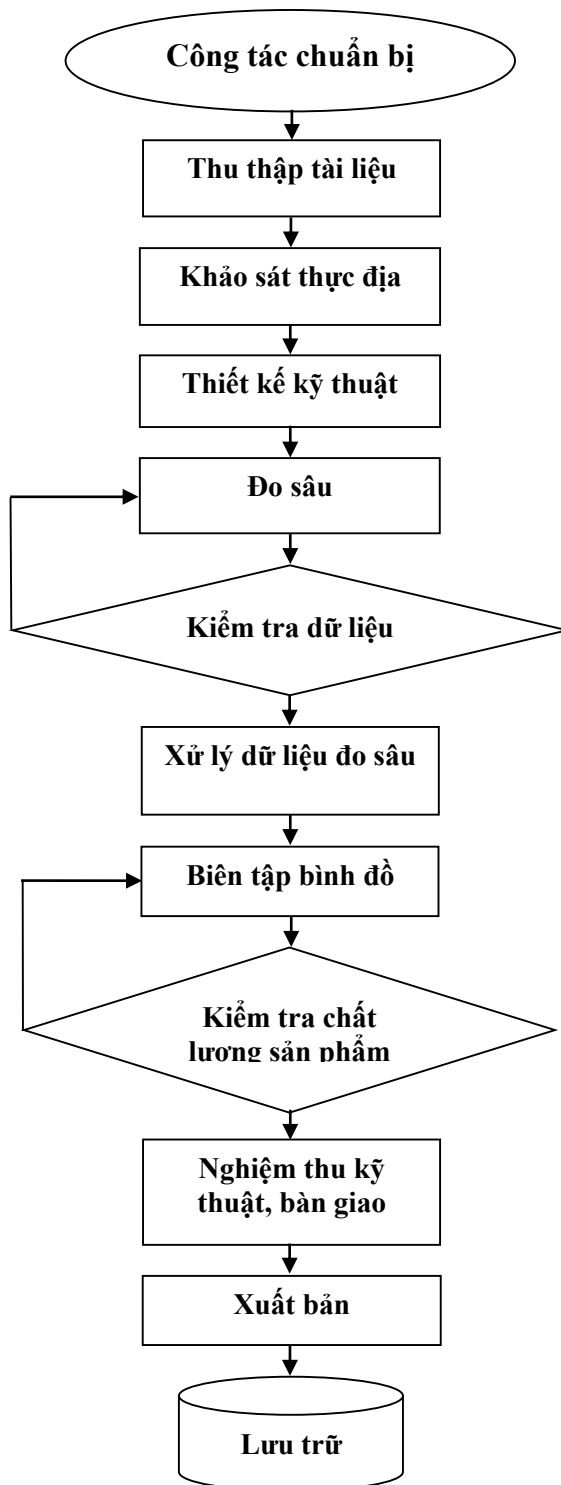 Công tác chuẩn bị
Thu thập tài liệu
Khảo sát thực địa
Thiết kế kỹ thuật
Đo sâu
Kiểm tra dữ liệu
Xử lý dữ liệu đo sâu
Biên tập bình đồ
Kiểm tra chất
lượng sản phẩm
Nghiệm thu kỹ
thuật, bàn giao
Xuất bản
Lưu trữ